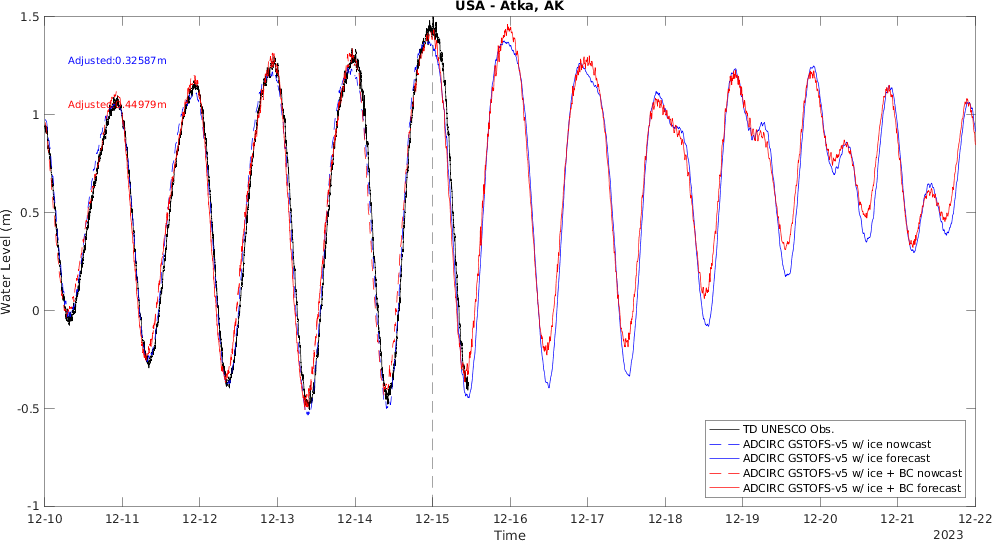 USA - Atka, AK
1.5
1
0.5
0
-0.5
-1
Water Level (m)
Adjusted:0.32587m
TD UNESCO Obs.
ADCIRC GSTOFS-v5 w/ ice nowcast
ADCIRC GSTOFS-v5 w/ ice forecast
ADCIRC GSTOFS-v5 w/ ice + BC nowcast
ADCIRC GSTOFS-v5 w/ ice + BC forecast
12-10 12-11 12-12 12-13 12-14 12-15 12-16 12-17 12-18 12-19 12-20 12-21 12-22
Time
2023